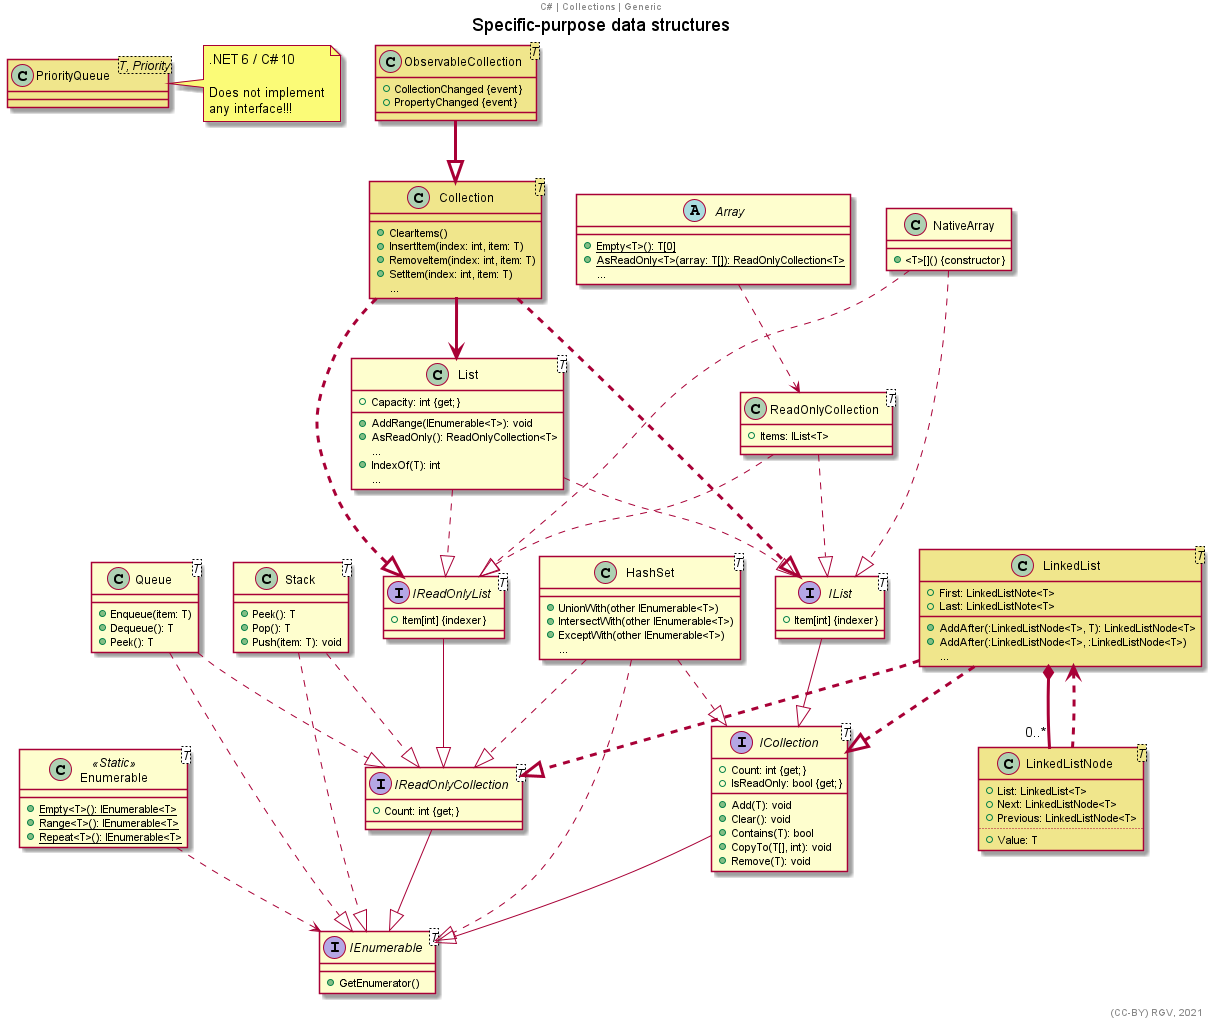 C# | Collections | Generic
Specific-purpose data structures
C PriorityQueue
T, Priority
.NET 6 / C# 10
Does not implement
any interface!!!
C ObservableCollection
T
CollectionChanged {event}
PropertyChanged {event}
C Collection
T
ClearItems()
InsertItem(index: int, item: T)
RemoveItem(index: int, item: T)
SetItem(index: int, item: T)
...
A Array
Empty<T>(): T[0]
AsReadOnly<T>(array: T[]): ReadOnlyCollection<T>
...
C NativeArray
<T>[]() {constructor}
C List
T
Capacity: int {get;}
AddRange(IEnumerable<T>): void
AsReadOnly(): ReadOnlyCollection<T>
...
IndexOf(T): int
...
C ReadOnlyCollection
T
Items: IList<T>
C Queue
T
Enqueue(item: T)
Dequeue(): T
Peek(): T
C Stack
T
Peek(): T
Pop(): T
Push(item: T): void
I IReadOnlyList
T
Item[int] {indexer}
C HashSet
T
UnionWith(other IEnumerable<T>)
IntersectWith(other IEnumerable<T>)
ExceptWith(other IEnumerable<T>)
...
I IList
T
Item[int] {indexer}
C LinkedList
T
First: LinkedListNote<T>
Last: LinkedListNote<T>
AddAfter(:LinkedListNode<T>, T): LinkedListNode<T>
AddAfter(:LinkedListNode<T>, :LinkedListNode<T>)
...
0..*
C «Static»
Enumerable
T
Empty<T>(): IEnumerable<T>
Range<T>(): IEnumerable<T>
Repeat<T>(): IEnumerable<T>
I IReadOnlyCollection
T
Count: int {get;}
I ICollection
T
Count: int {get;}
IsReadOnly: bool {get;}
Add(T): void
Clear(): void
Contains(T): bool
CopyTo(T[], int): void
Remove(T): void
C LinkedListNode
T
List: LinkedList<T>
Next: LinkedListNode<T>
Previous: LinkedListNode<T>
Value: T
I IEnumerable
T
GetEnumerator()
(CC-BY) RGV, 2021